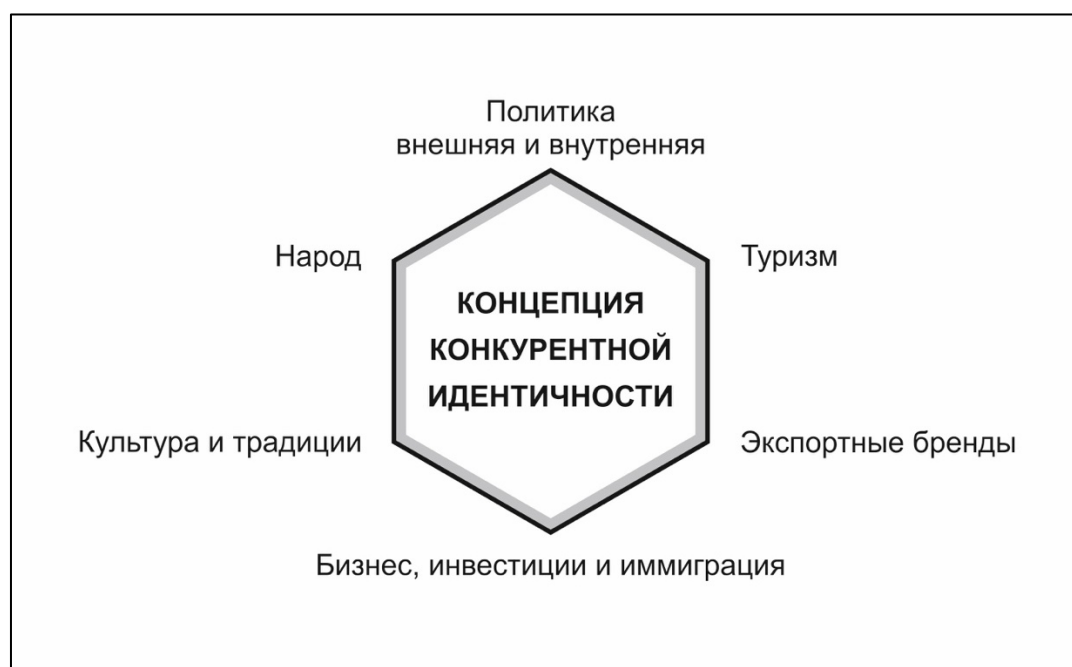 Политика
внешняя и внутренняя
Народ
Туризм
КОНЦЕПЦИЯ
КОНКУРЕНТНОЙ
ИДЕНТИЧНОСТИ
Культура и традиции
Экспортные бренды
Бизнес, инвестиции и иммиграция